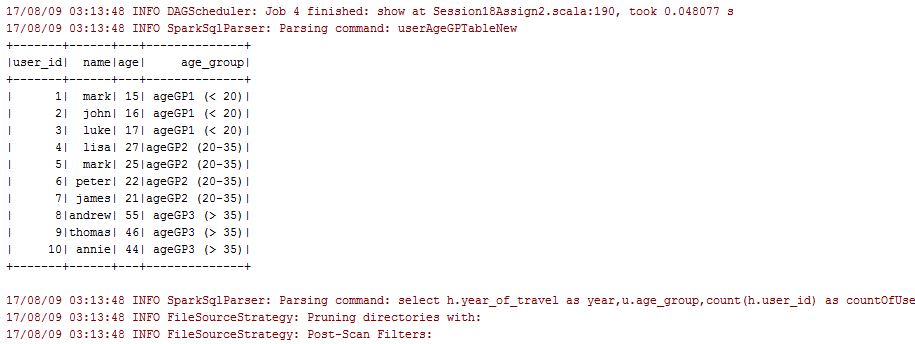 17/08/09 03:13:48 INFO DAGScheduler: Job 4 finished: show at Session18Assign2.scala:190, took 0.048077 s
17/08/09 03:13:48 INFO SparkSqlParser: Parsing command: userAgeGPTableNew
+-------+------+---+--------------+
|user_id|  name|age|     age_group|
+-------+------+---+--------------+
|      1|  mark| 15| ageGP1 (< 20)|
|      2|  john| 16| ageGP1 (< 20)|
|      3|  luke| 17| ageGP1 (< 20)|
|      4|  lisa| 27|ageGP2 (20-35)|
|      5|  mark| 25|ageGP2 (20-35)|
|      6| peter| 22|ageGP2 (20-35)|
|      7| james| 21|ageGP2 (20-35)|
|      8|andrew| 55| ageGP3 (> 35)|
|      9|thomas| 46| ageGP3 (> 35)|
|     10| annie| 44| ageGP3 (> 35)|
+-------+------+---+--------------+
17/08/09 03:13:48 INFO SparkSqlParser: Parsing command: select h.year_of_travel as year,u.age_group,count(h.user_id) as countOfUse
17/08/09 03:13:48 INFO FileSourceStrategy: Pruning directories with:
17/08/09 03:13:48 INFO FileSourceStrategy: Post-Scan Filters: